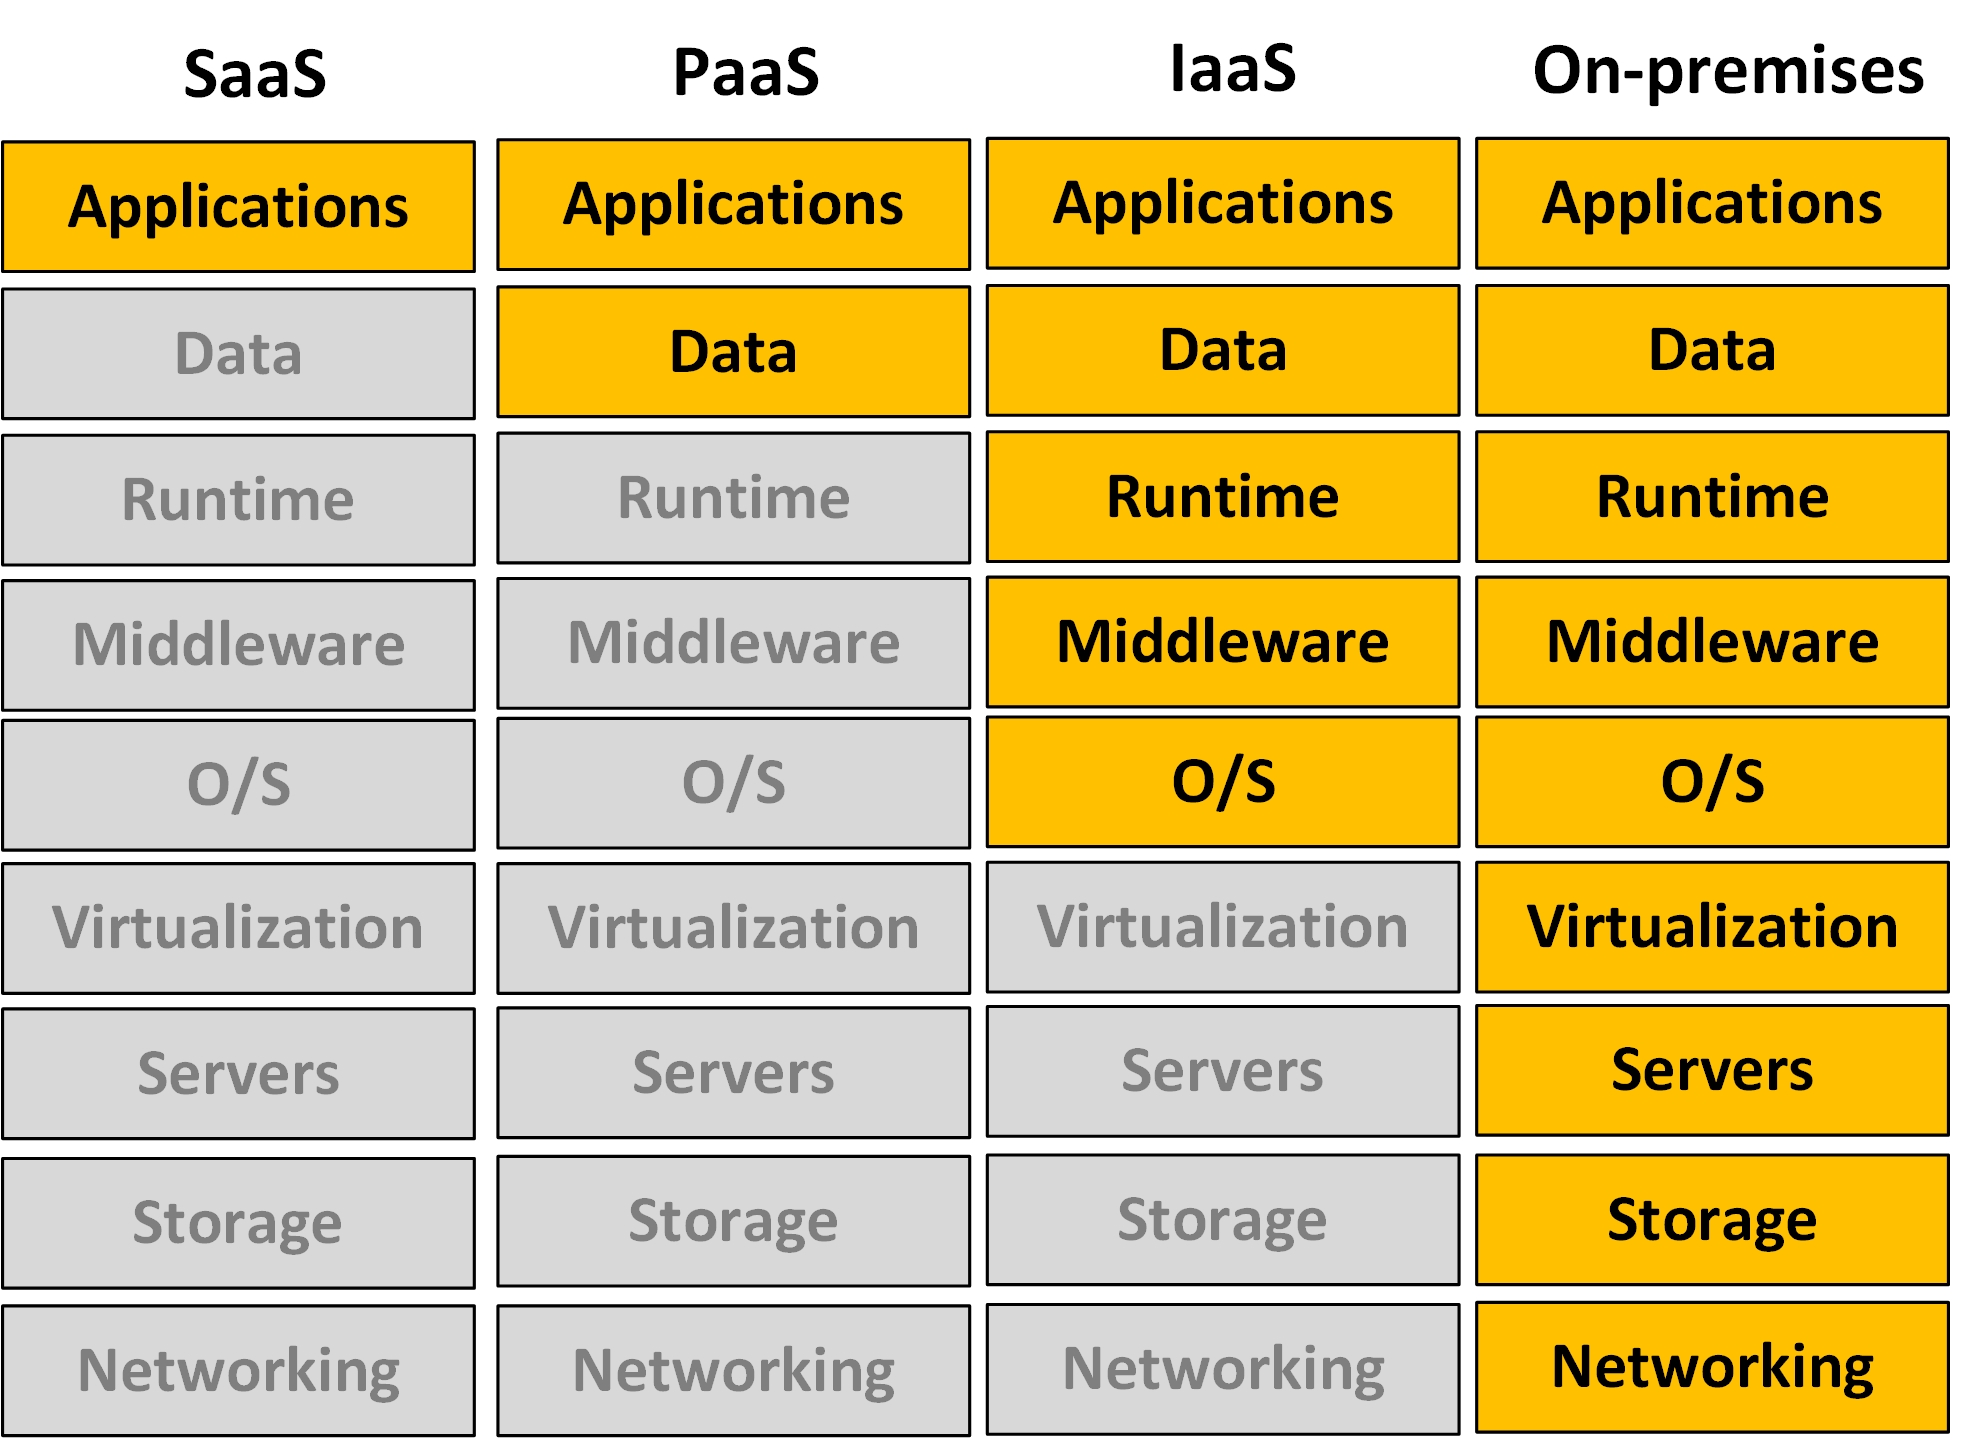 SaaS PaaS IaaS On-premises
Applications Applications Applications Applications
Data Data Data Data
Runtime Runtime Runtime Runtime
Middleware Middleware Middleware Middleware
O/S O/S O/S O/S
Virtualization Virtualization Virtualization Virtualization
Servers Servers Servers Servers
Storage Storage Storage Storage
Networking Networking Networking Networking